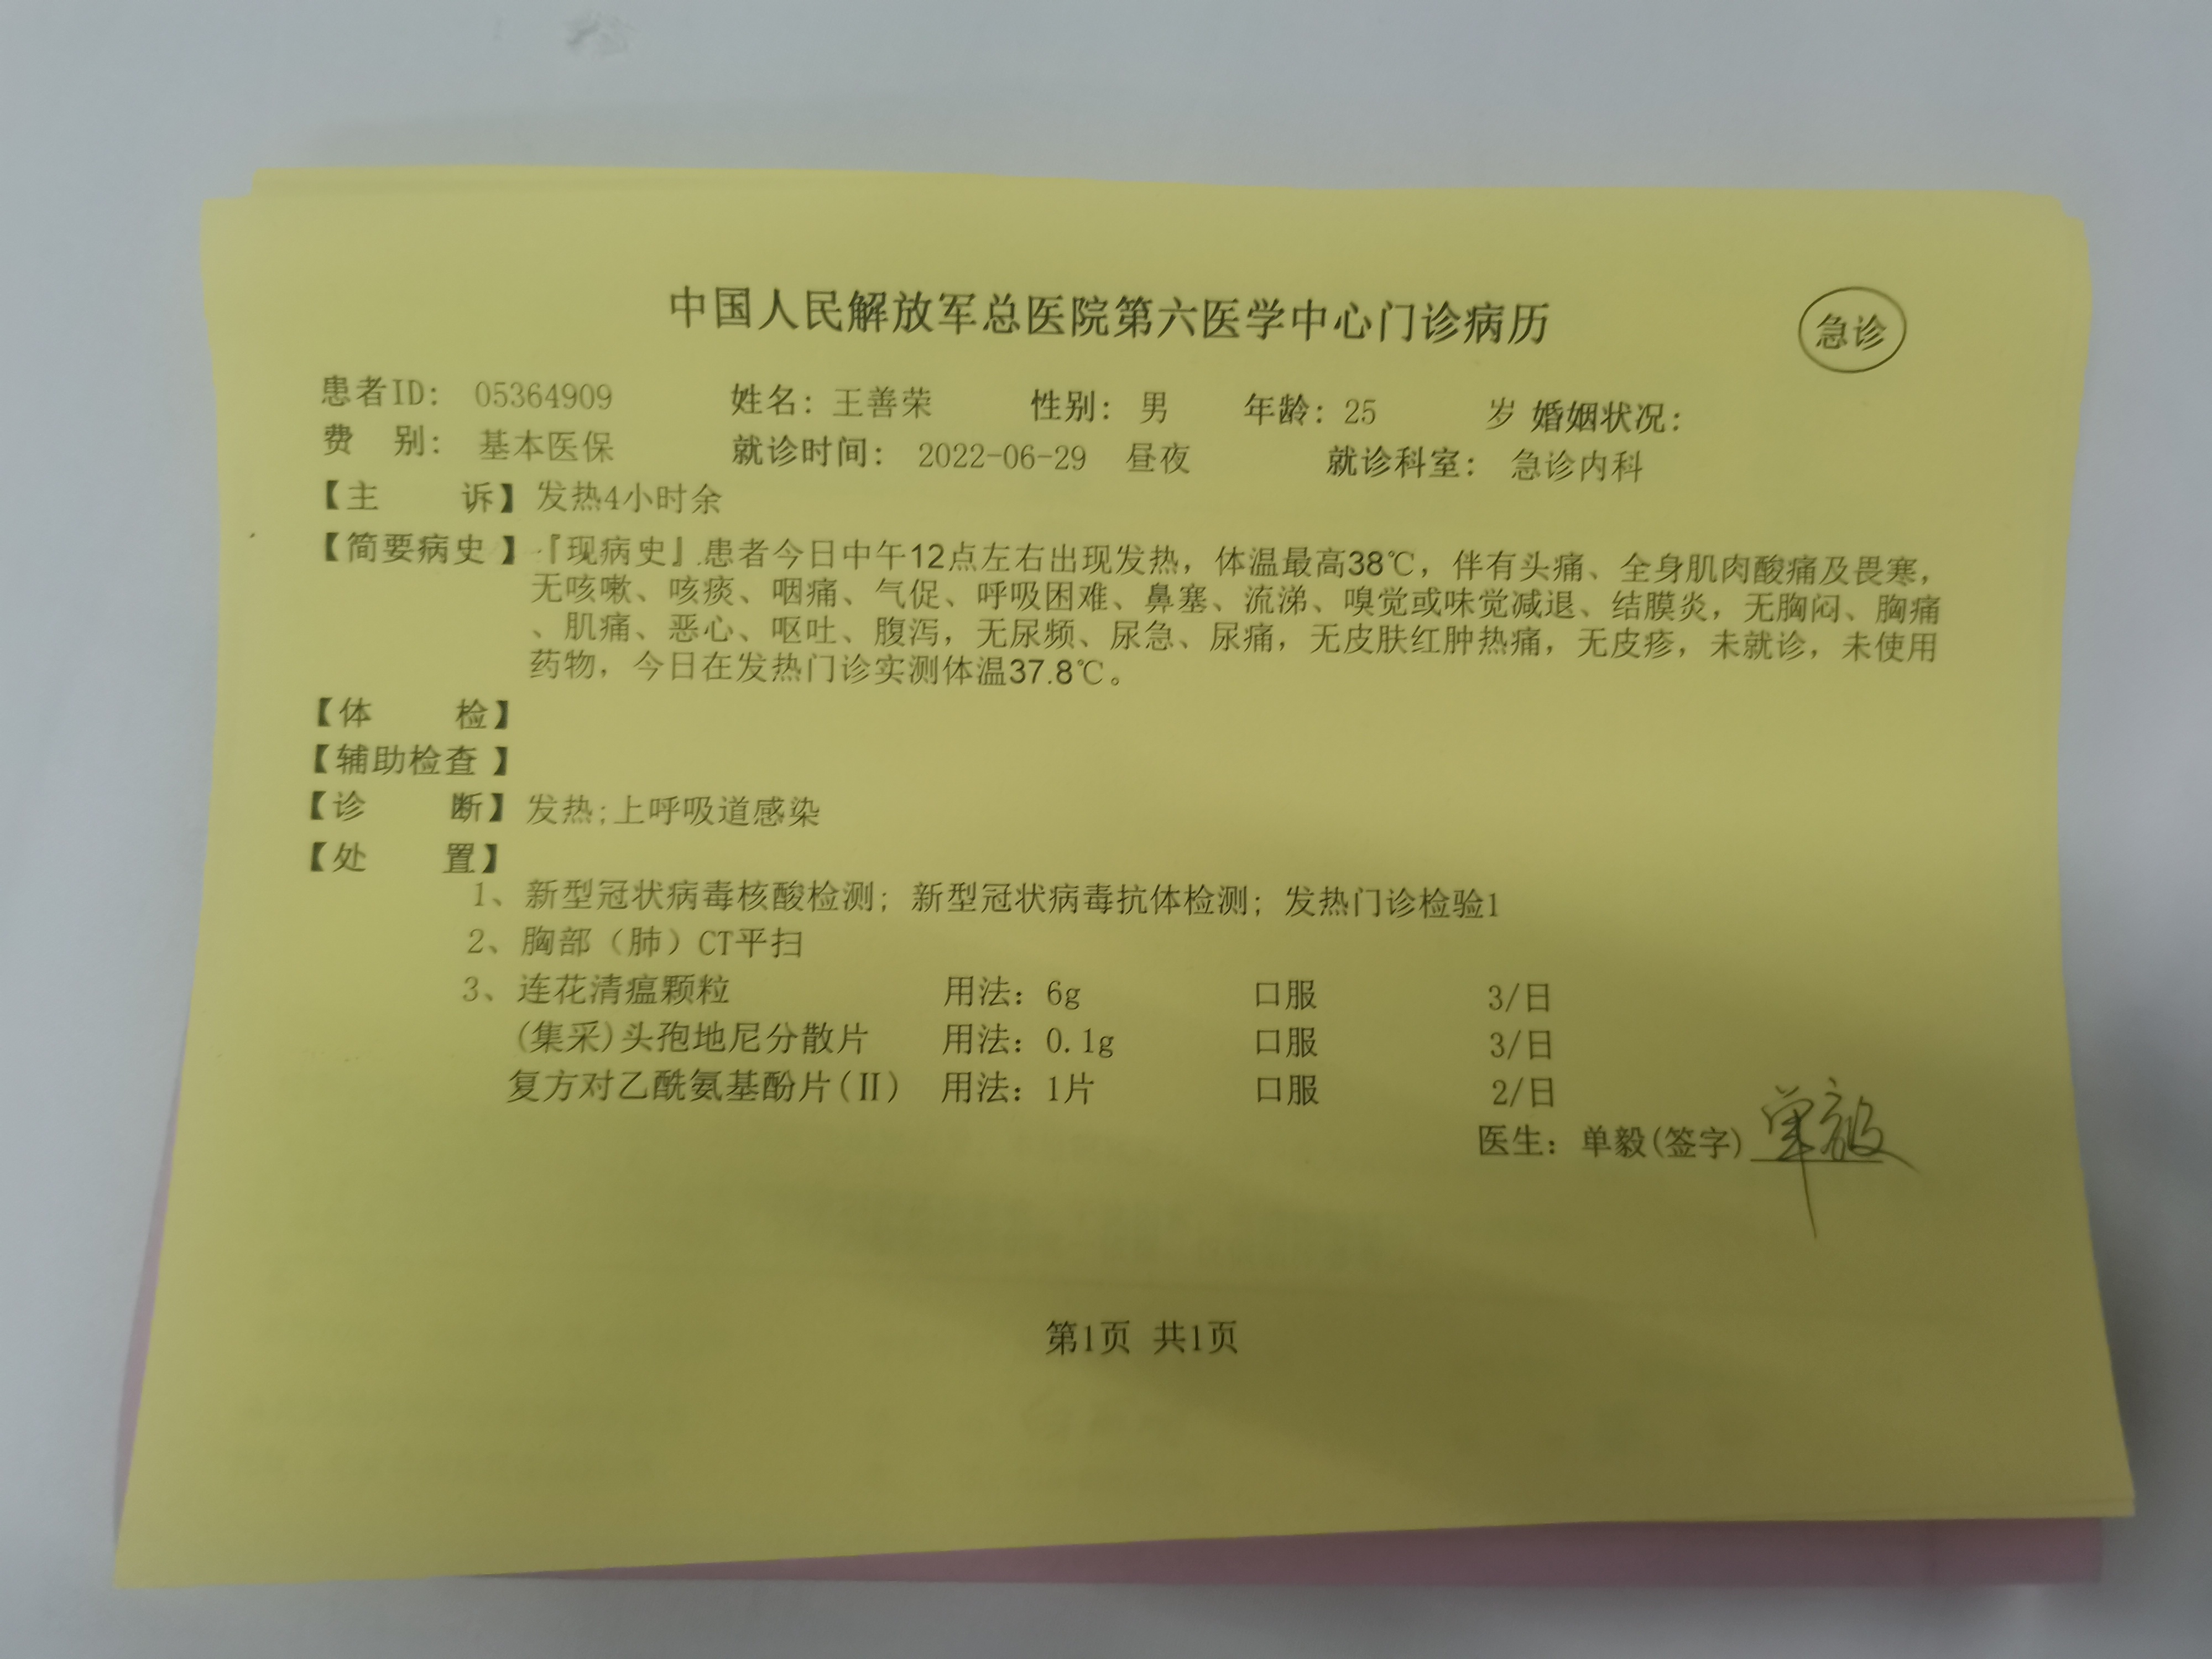 中国人民解放军总医院第六医学中心门诊病历
急诊
患者ID: 05364909 姓名: 王善荣 性别: 男 年龄: 25 岁 婚姻状况:
费 别: 基本医保 就诊时间: 2022-06-29 昼夜 就诊科室: 急诊内科
【主 诉】发热4小时余
【简要病史】『现病史』患者今日中午12点左右出现发热，体温最高38℃，伴有头痛、全身肌肉酸痛及畏寒，
无咳嗽、咳痰、咽痛、气促、呼吸困难、鼻塞、流涕、嗅觉或味觉减退、结膜炎，无胸闷、胸痛
、肌痛、恶心、呕吐、腹泻，无尿频、尿急、尿痛，无皮肤红肿热痛，无皮疹，未就诊，未使用
药物，今日在发热门诊实测体温37.8℃。
【体 检】
【辅助检查】
【诊 断】发热;上呼吸道感染
【处 置】
1、新型冠状病毒核酸检测；新型冠状病毒抗体检测；发热门诊检验1
2、胸部（肺）CT平扫
3、连花清瘟颗粒 用法: 6g 口服 3/日
(集采)头孢地尼分散片 用法: 0.1g 口服 3/日
复方对乙酰氨基酚片(Ⅱ) 用法: 1片 口服 2/日
医生: 单毅(签字) 单毅
第1页 共1页